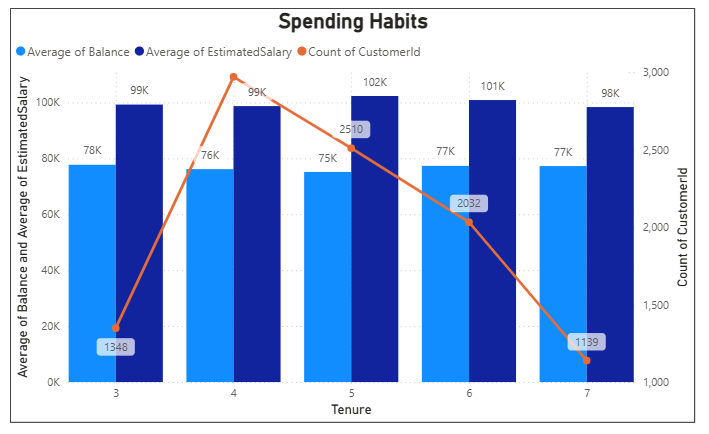 Spending Habits
Average of Balance Average of EstimatedSalary Count of CustomerId
Average of Balance and Average of EstimatedSalary
100K
80K
60K
40K
20K
0K
78K
99K
76K
99K
75K
102K
77K
101K
77K
98K
1348
2510
2032
1139
3,000
2,500
2,000
1,500
1,000
Count of CustomerId
3 4 5 6 7
Tenure